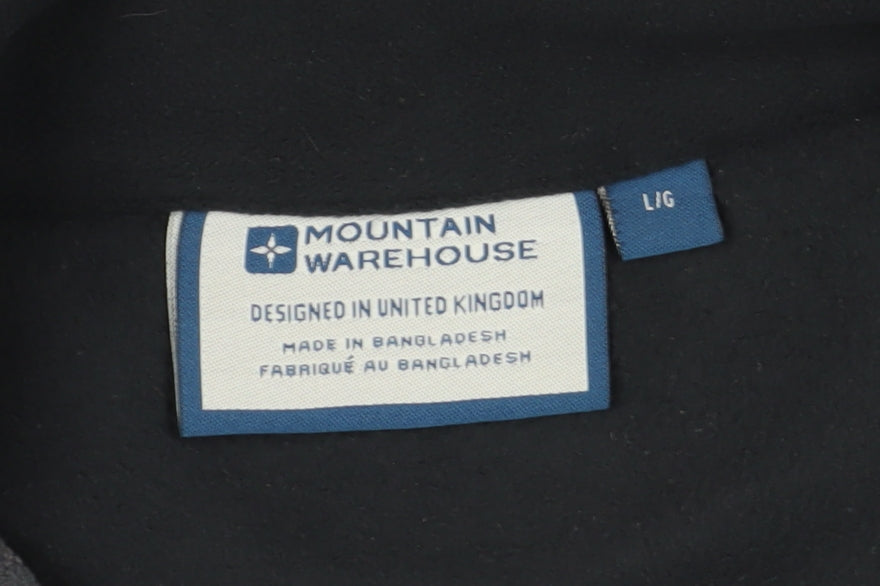 MOUNTAIN
WAREHOUSE
DESIGNED IN UNITED KINGDOM
MADE IN BANGLADESH
FABRIQUÉ AU BANGLADESH
L/G